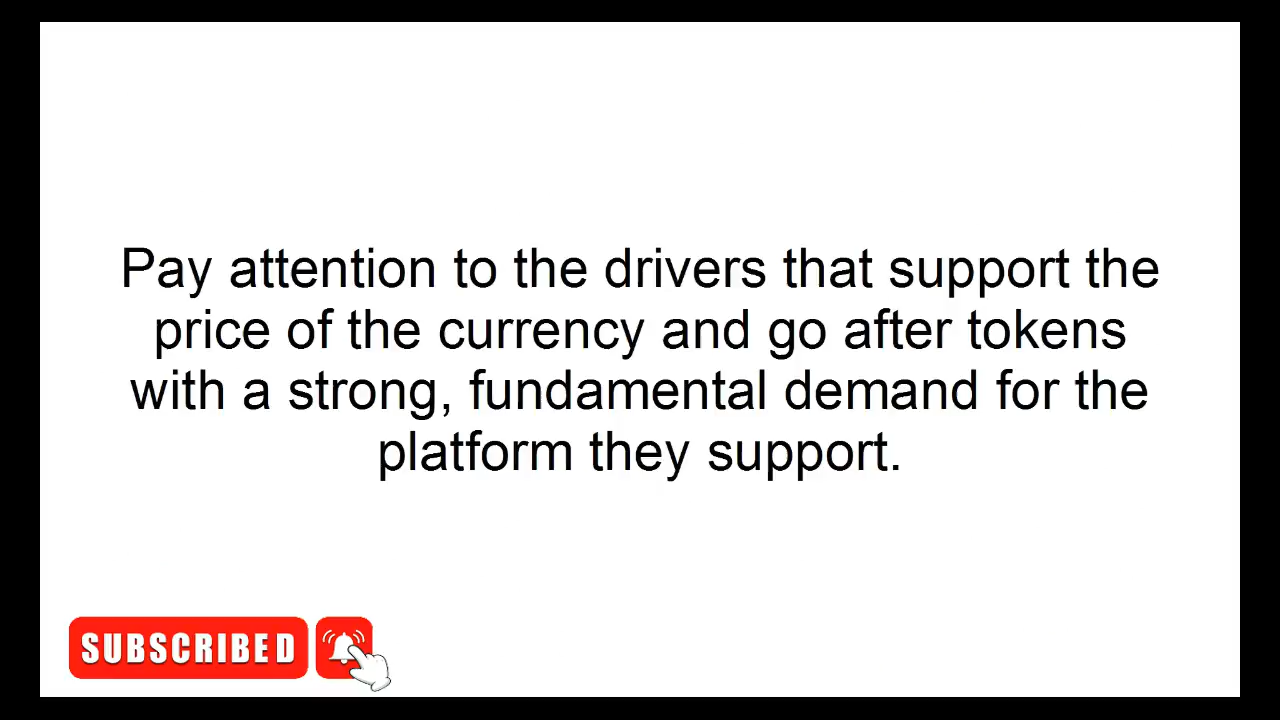 Pay attention to the drivers that support the
price of the currency and go after tokens
with a strong, fundamental demand for the
platform they support.
SUBSCRIBED